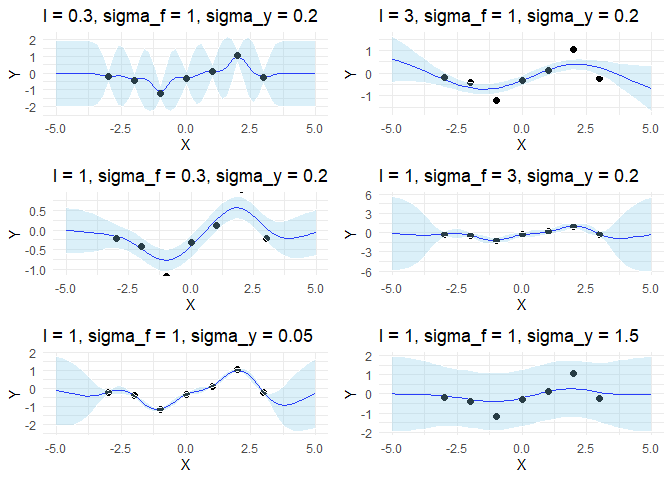 l = 0.3, sigma_f = 1, sigma_y = 0.2
2
1
0
-1
-2
Y
-5.0 -2.5 0.0 2.5 5.0
X
l = 3, sigma_f = 1, sigma_y = 0.2
1
0
-1
Y
-5.0 -2.5 0.0 2.5 5.0
X
l = 1, sigma_f = 0.3, sigma_y = 0.2
0.5
0.0
-0.5
-1.0
Y
-5.0 -2.5 0.0 2.5 5.0
X
l = 1, sigma_f = 3, sigma_y = 0.2
6
3
0
-3
-6
Y
-5.0 -2.5 0.0 2.5 5.0
X
l = 1, sigma_f = 1, sigma_y = 0.05
2
1
0
-1
-2
Y
-5.0 -2.5 0.0 2.5 5.0
X
l = 1, sigma_f = 1, sigma_y = 1.5
2
1
0
-1
-2
Y
-5.0 -2.5 0.0 2.5 5.0
X